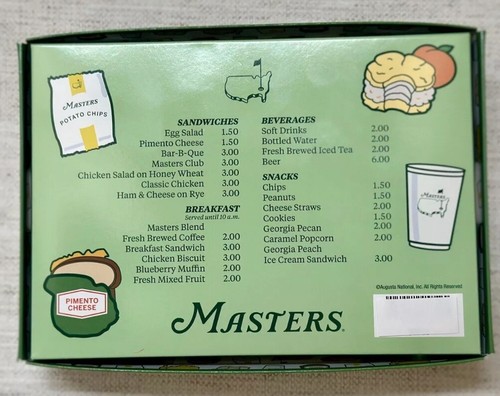 MASTERS
POTATO CHIPS
SANDWICHES
Egg Salad 1.50
Pimento Cheese 1.50
Bar-B-Que 3.00
Masters Club 3.00
Chicken Salad on Honey Wheat 3.00
Classic Chicken 3.00
Ham & Cheese on Rye 3.00
BREAKFAST
Served until 10 a.m.
Masters Blend
Fresh Brewed Coffee 2.00
Breakfast Sandwich 3.00
Chicken Biscuit 3.00
Blueberry Muffin 2.00
Fresh Mixed Fruit 2.00
BEVERAGES
Soft Drinks 2.00
Bottled Water 2.00
Fresh Brewed Iced Tea 2.00
Beer 6.00
SNACKS
Chips 1.50
Peanuts 1.50
Cheese Straws 2.00
Cookies 1.50
Georgia Pecan
Caramel Popcorn 2.00
Georgia Peach
Ice Cream Sandwich 3.00
Masters
PIMENTO
CHEESE
©Augusta National, Inc. All Rights Reserved
MASTERS